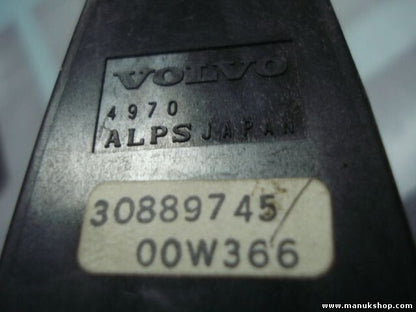 VOLVO
4970
ALPS JAPAN
30889745/
00W366
www.manukshop.com